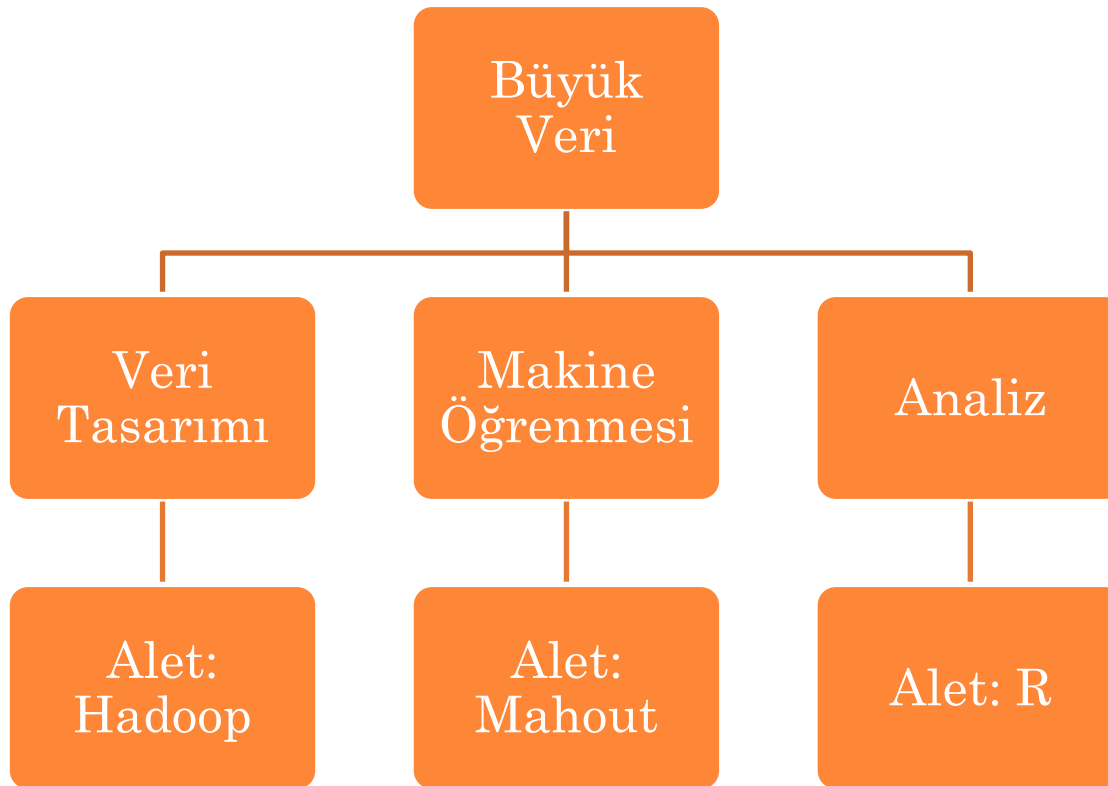 Büyük
Veri
Veri
Tasarımı
Makine
Öğrenmesi
Analiz
Alet:
Hadoop
Alet:
Mahout
Alet: R